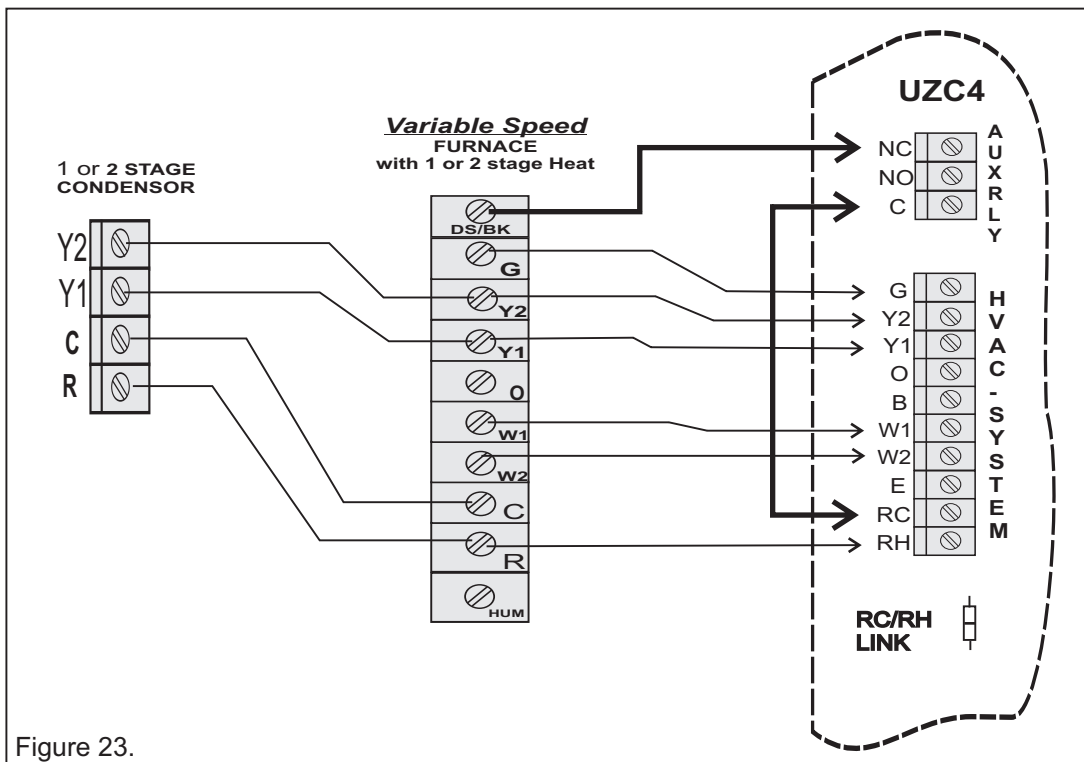 1 or 2 STAGE
CONDENSOR
Y2
Y1
C
R
Variable Speed
FURNACE
with 1 or 2 stage Heat
DS/BK
G
Y2
Y1
O
W1
W2
C
R
HUM
UZC4
NC
NO
C
AUXRLY
G
Y2
Y1
O
B
W1
W2
E
RC
RH
HVAC-SYSTEM
RC/RH
LINK
Figure 23.